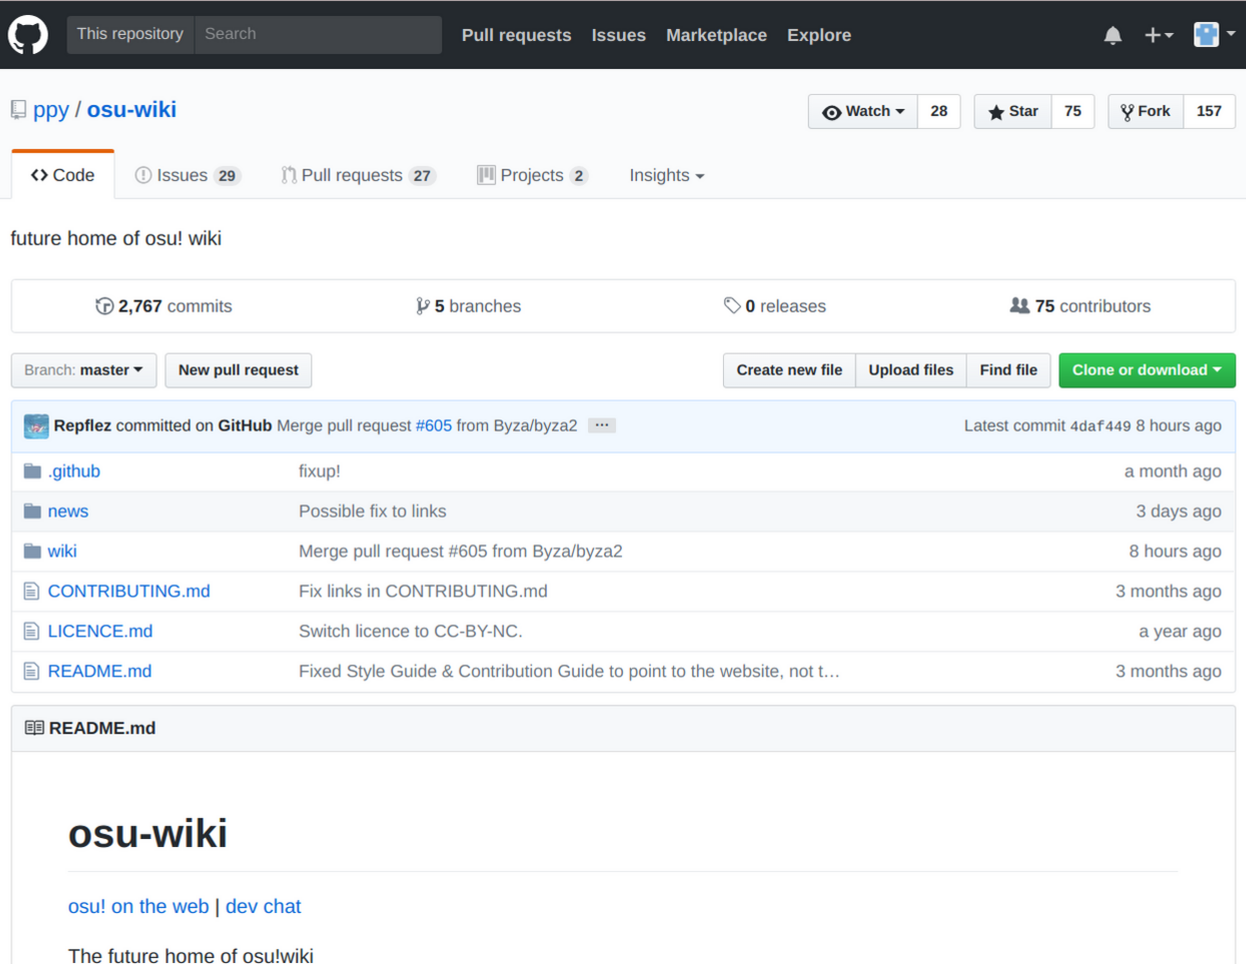 This repository Search Pull requests Issues Marketplace Explore
ppy / osu-wiki Watch 28 Star 75 Fork 157
Code Issues 29 Pull requests 27 Projects 2 Insights
future home of osu! wiki
2,767 commits 5 branches 0 releases 75 contributors
Branch: master New pull request Create new file Upload files Find file Clone or download
Repflez committed on GitHub Merge pull request #605 from Byza/byza2 ... Latest commit 4daf449 8 hours ago
.github fixup! a month ago
news Possible fix to links 3 days ago
wiki Merge pull request #605 from Byza/byza2 8 hours ago
CONTRIBUTING.md Fix links in CONTRIBUTING.md 3 months ago
LICENCE.md Switch licence to CC-BY-NC. a year ago
README.md Fixed Style Guide & Contribution Guide to point to the website, not t… 3 months ago
README.md
osu-wiki
osu! on the web | dev chat
The future home of osu!wiki